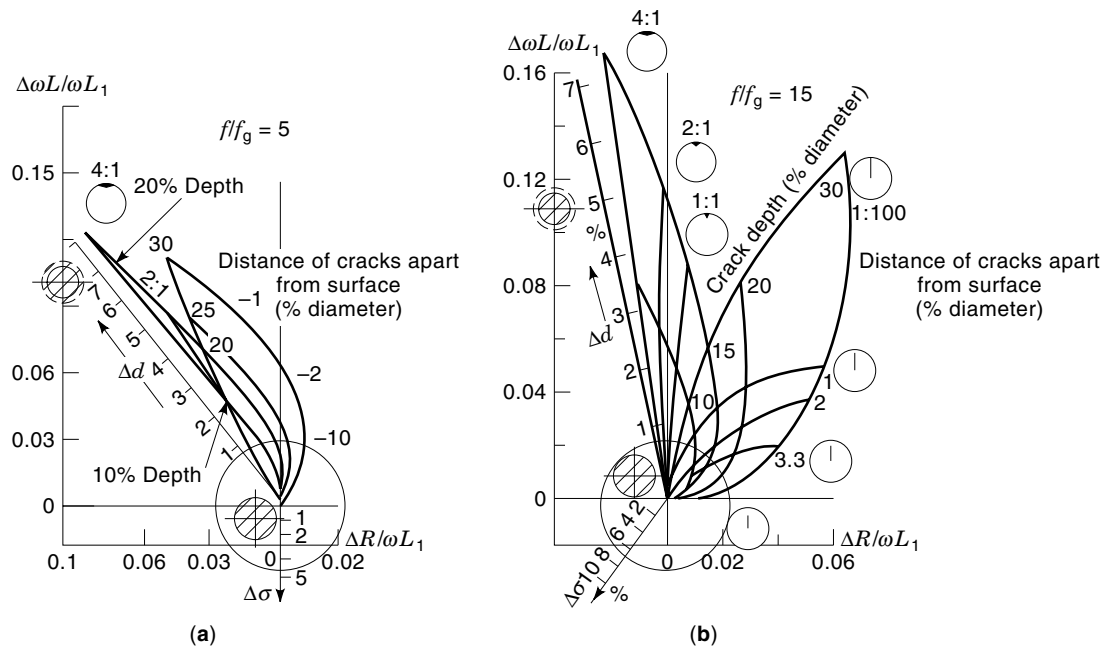 ΔωL/ωL₁
f/f_g = 5
0.15
0.06
0.03
0
0.1
0.06
0.03
0
0.02
ΔR/ωL₁
4:1
20% Depth
30
2:1
25
20
Distance of cracks apart
from surface
(% diameter)
–1
–2
–10
7
6
5
4
3
2
1
Δd
10% Depth
1
2
5
Δσ
(a)
ΔωL/ωL₁
4:1
0.16
0.12
0.08
0.04
0
f/f_g = 15
2:1
1:1
Crack depth (% diameter)
30
1:100
Distance of cracks apart
from surface
(% diameter)
7
6
5
%
4
3
2
1
Δd
20
15
10
1
2
3.3
0
0.02
0.06
ΔR/ωL₁
2
4
6
8
10
Δσ
%
(b)